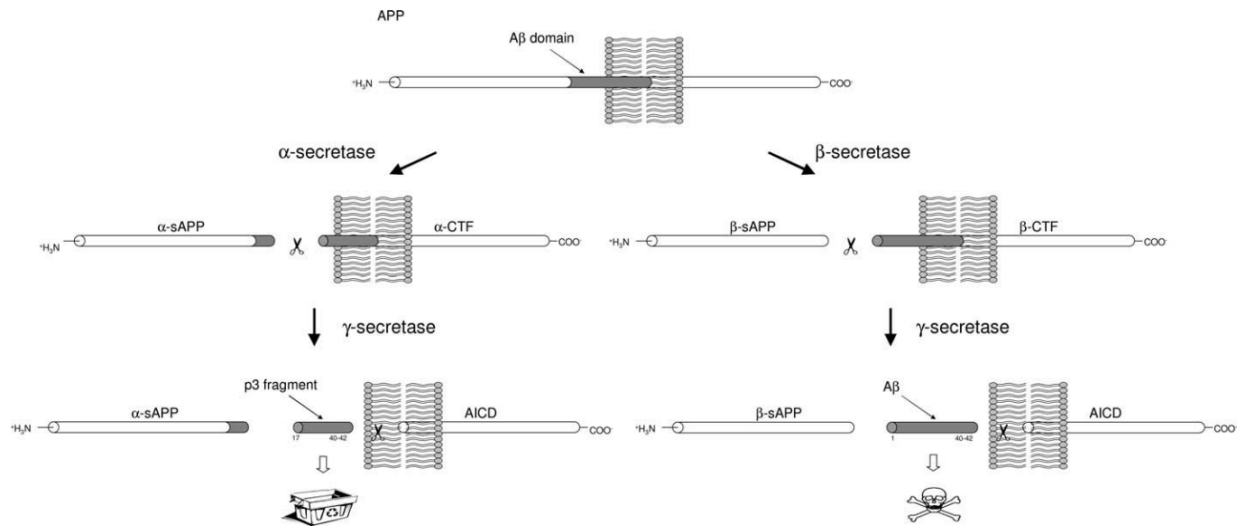 APP
Aβ domain
⁺H₃N
COO⁻
α-secretase
β-secretase
α-sAPP
α-CTF
⁺H₃N
COO⁻
β-sAPP
β-CTF
⁺H₃N
COO⁻
γ-secretase
γ-secretase
p3 fragment
α-sAPP
AICD
⁺H₃N
COO⁻
17
40-42
Aβ
β-sAPP
AICD
⁺H₃N
COO⁻
1
40-42